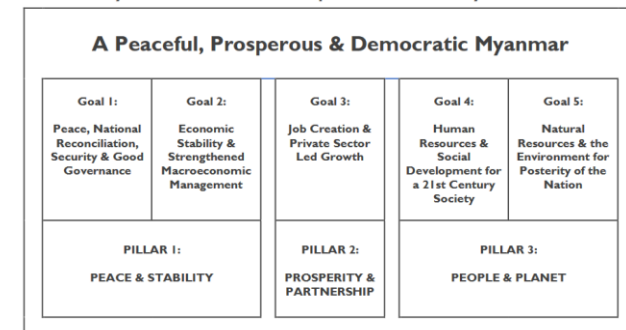 A Peaceful, Prosperous & Democratic Myanmar
Goal 1:
Peace, National
Reconciliation,
Security & Good
Governance
Goal 2:
Economic
Stability &
Strengthened
Macroeconomic
Management
Goal 3:
Job Creation &
Private Sector
Led Growth
Goal 4:
Human
Resources &
Social
Development for
a 21st Century
Society
Goal 5:
Natural
Resources & the
Environment for
Posterity of the
Nation
PILLAR 1:
PEACE & STABILITY
PILLAR 2:
PROSPERITY &
PARTNERSHIP
PILLAR 3:
PEOPLE & PLANET